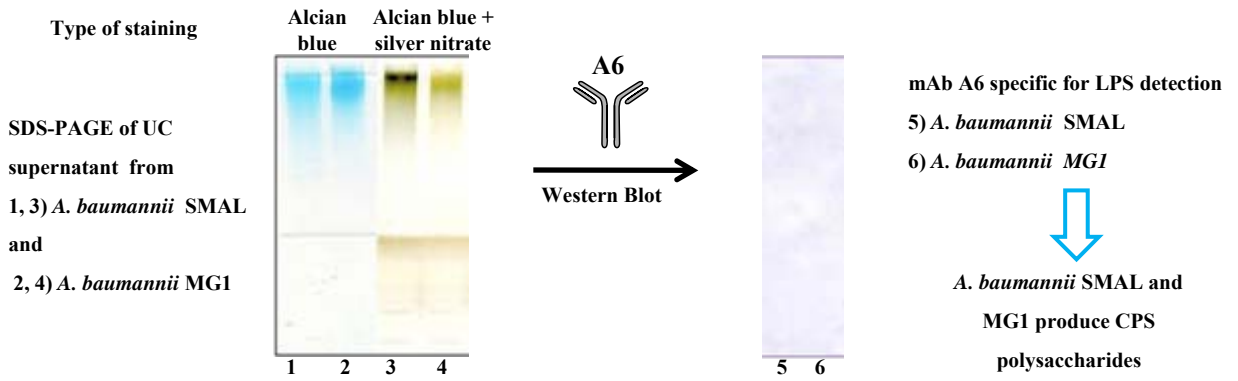 Type of staining
Alcian
blue
Alcian blue +
silver nitrate
SDS-PAGE of UC
supernatant from
1, 3) A. baumannii SMAL
and
2, 4) A. baumannii MG1
1 2 3 4
A6
Western Blot
5 6
mAb A6 specific for LPS detection
5) A. baumannii SMAL
6) A. baumannii MG1
A. baumannii SMAL and
MG1 produce CPS
polysaccharides